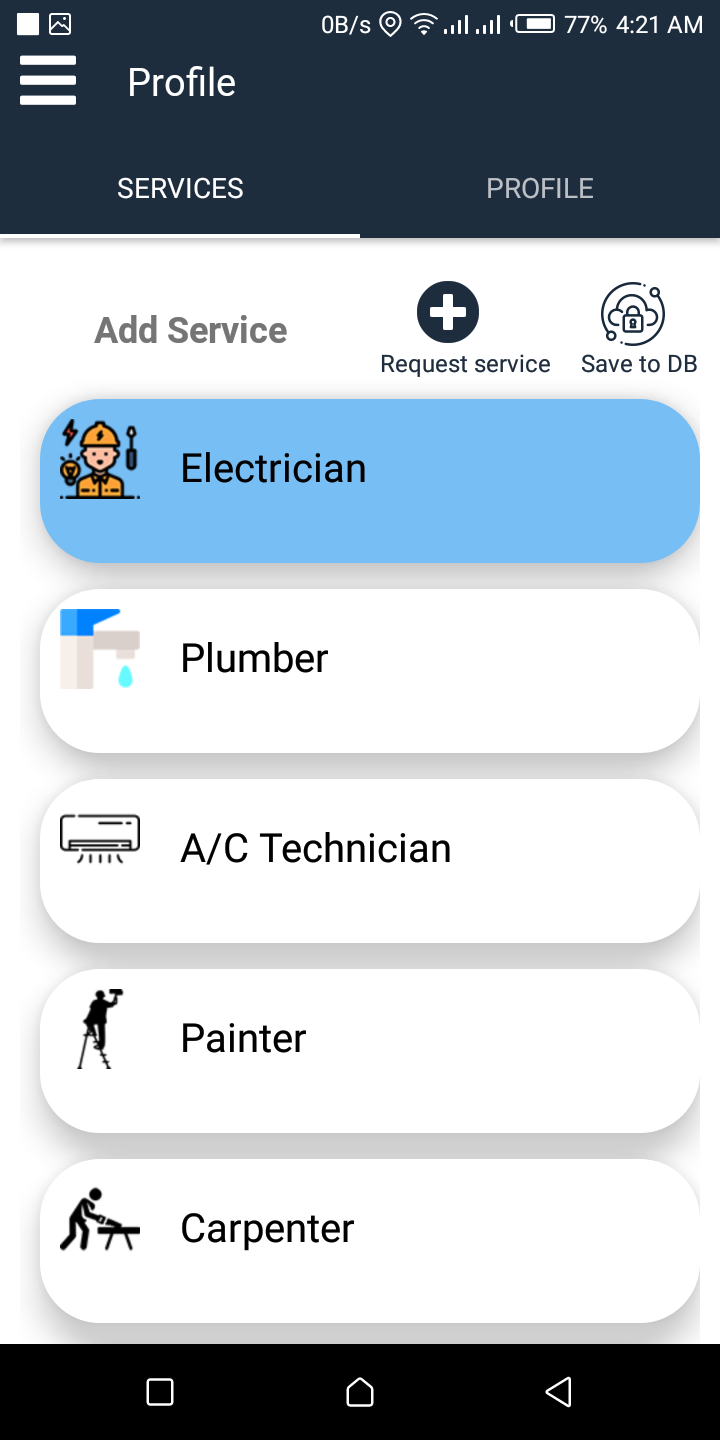 0B/s 77% 4:21 AM
Profile
SERVICES PROFILE
Add Service
Request service Save to DB
Electrician
Plumber
A/C Technician
Painter
Carpenter